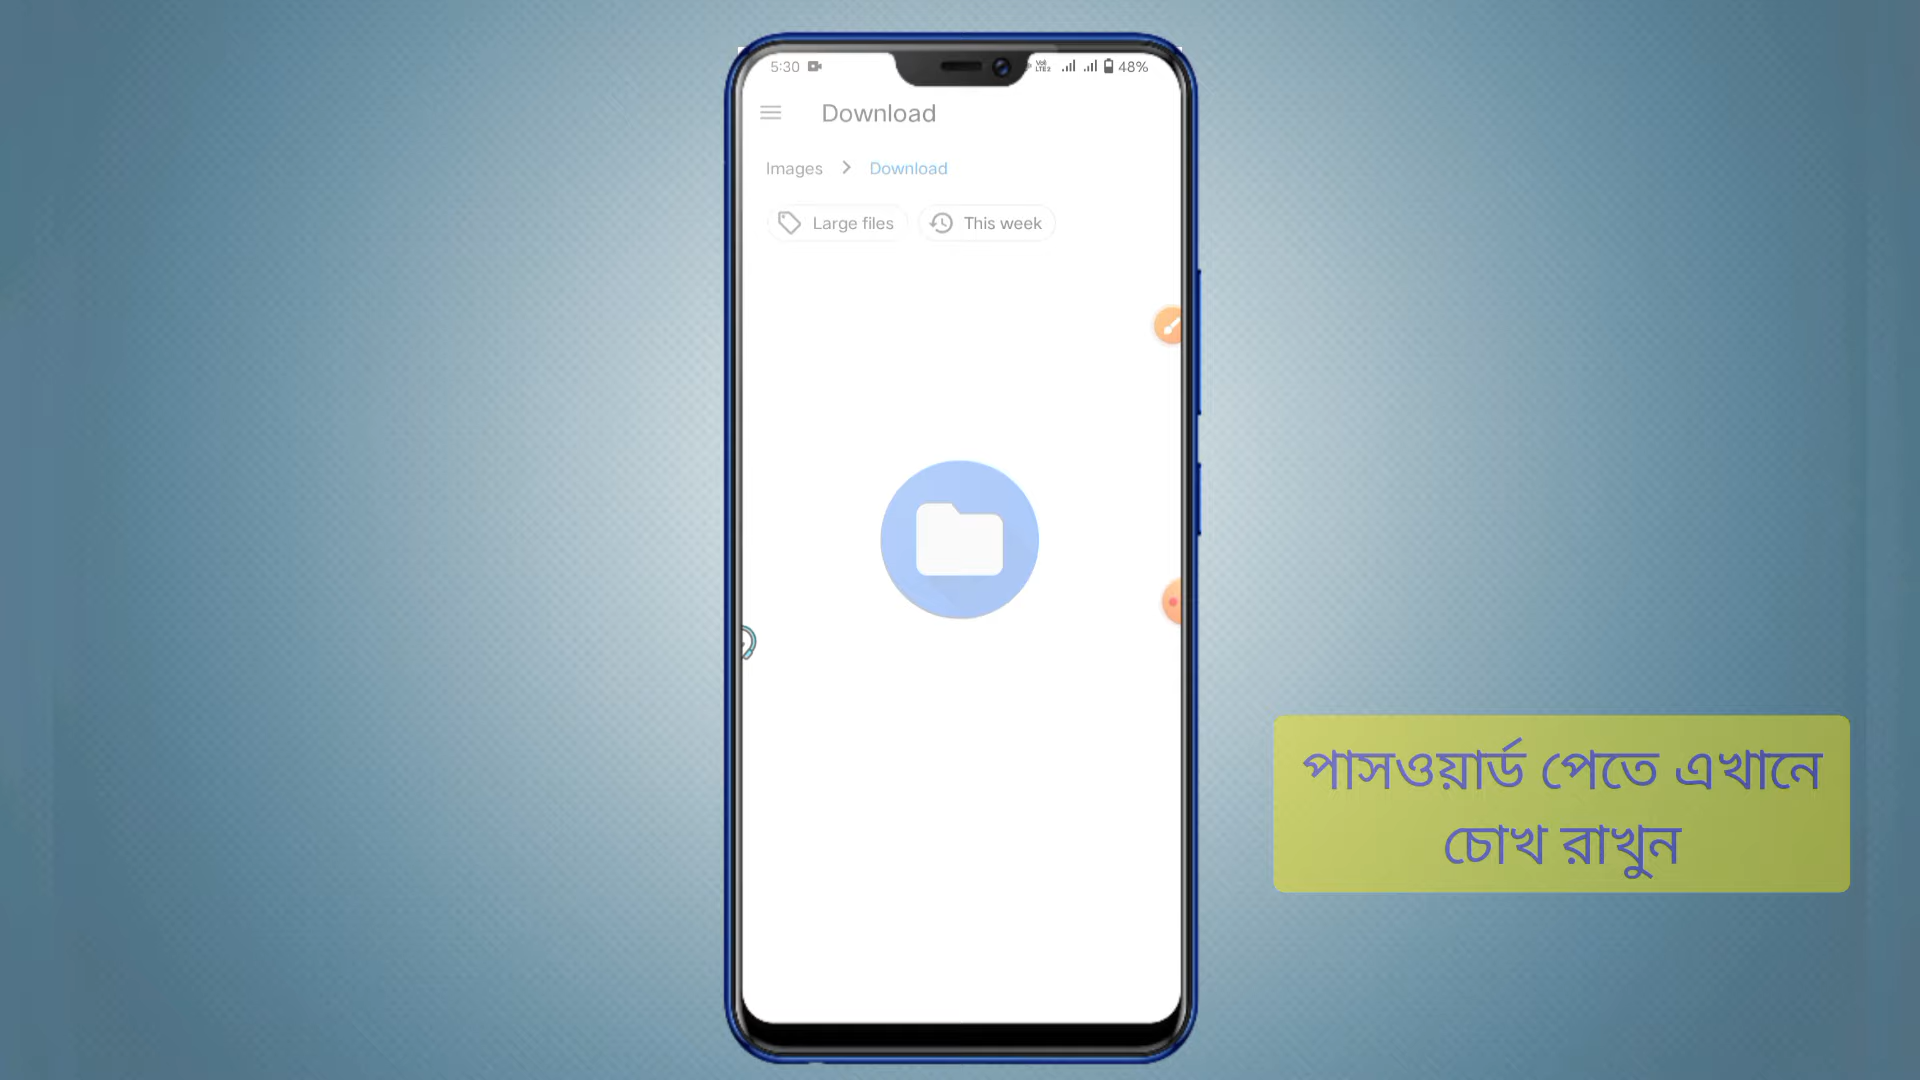 5:30 48%
Download
Images Download
Large files This week
পাসওয়ার্ড পেতে এখানে
চোখ রাখুন